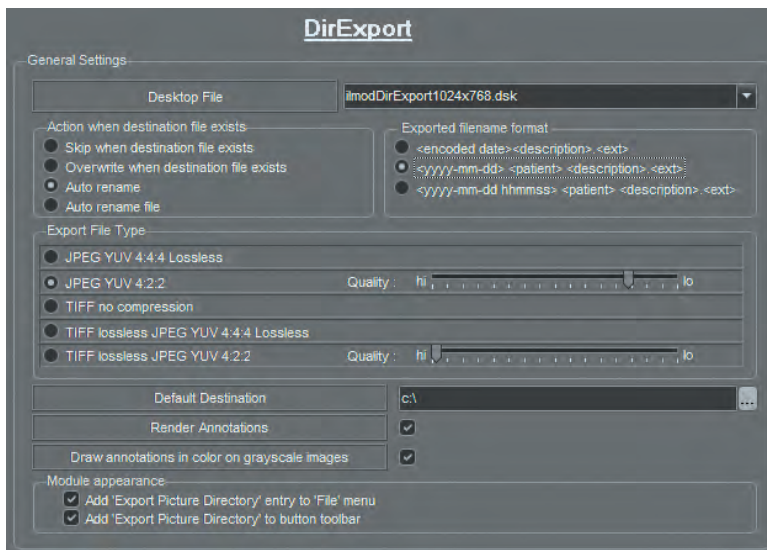 DirExport
General Settings
Desktop File ilmodDirExport1024x768.dsk
Action when destination file exists
Skip when destination file exists
Overwrite when destination file exists
Auto rename
Auto rename file
Exported filename format
<encoded date><description>.<ext>
<yyyy-mm-dd> <patient> <description>.<ext>
<yyyy-mm-dd hhmmss> <patient> <description>.<ext>
Export File Type
JPEG YUV 4:4:4 Lossless
JPEG YUV 4:2:2 Quality : hi lo
TIFF no compression
TIFF lossless JPEG YUV 4:4:4 Lossless
TIFF lossless JPEG YUV 4:2:2 Quality : hi lo
Default Destination c:\ ...
Render Annotations
Draw annotations in color on grayscale images
Module appearance
Add 'Export Picture Directory' entry to 'File' menu
Add 'Export Picture Directory' to button toolbar